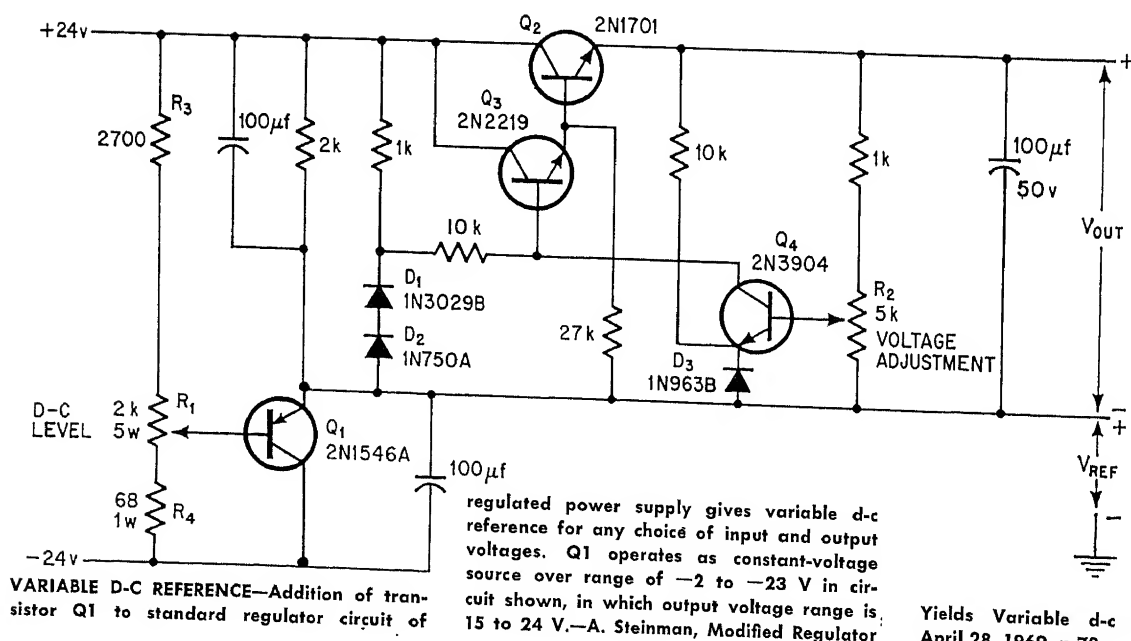 +24v
Q2
2N1701
+
R3
2700
100µf
2k
1k
Q3
2N2219
10k
1k
100µf
50v
VOUT
10k
Q4
2N3904
D1
1N3029B
D2
1N750A
27k
R2
5k
VOLTAGE
ADJUSTMENT
D3
1N963B
D-C
LEVEL
2k
5w
R1
Q1
2N1546A
100µf
−
+
VREF
−
68
1w
R4
−24v
VARIABLE D-C REFERENCE—Addition of tran-
sistor Q1 to standard regulator circuit of
regulated power supply gives variable d-c
reference for any choice of input and output
voltages. Q1 operates as constant-voltage
source over range of −2 to −23 V in cir-
cuit shown, in which output voltage range is
15 to 24 V.—A. Steinman, Modified Regulator
Yields Variable d-c